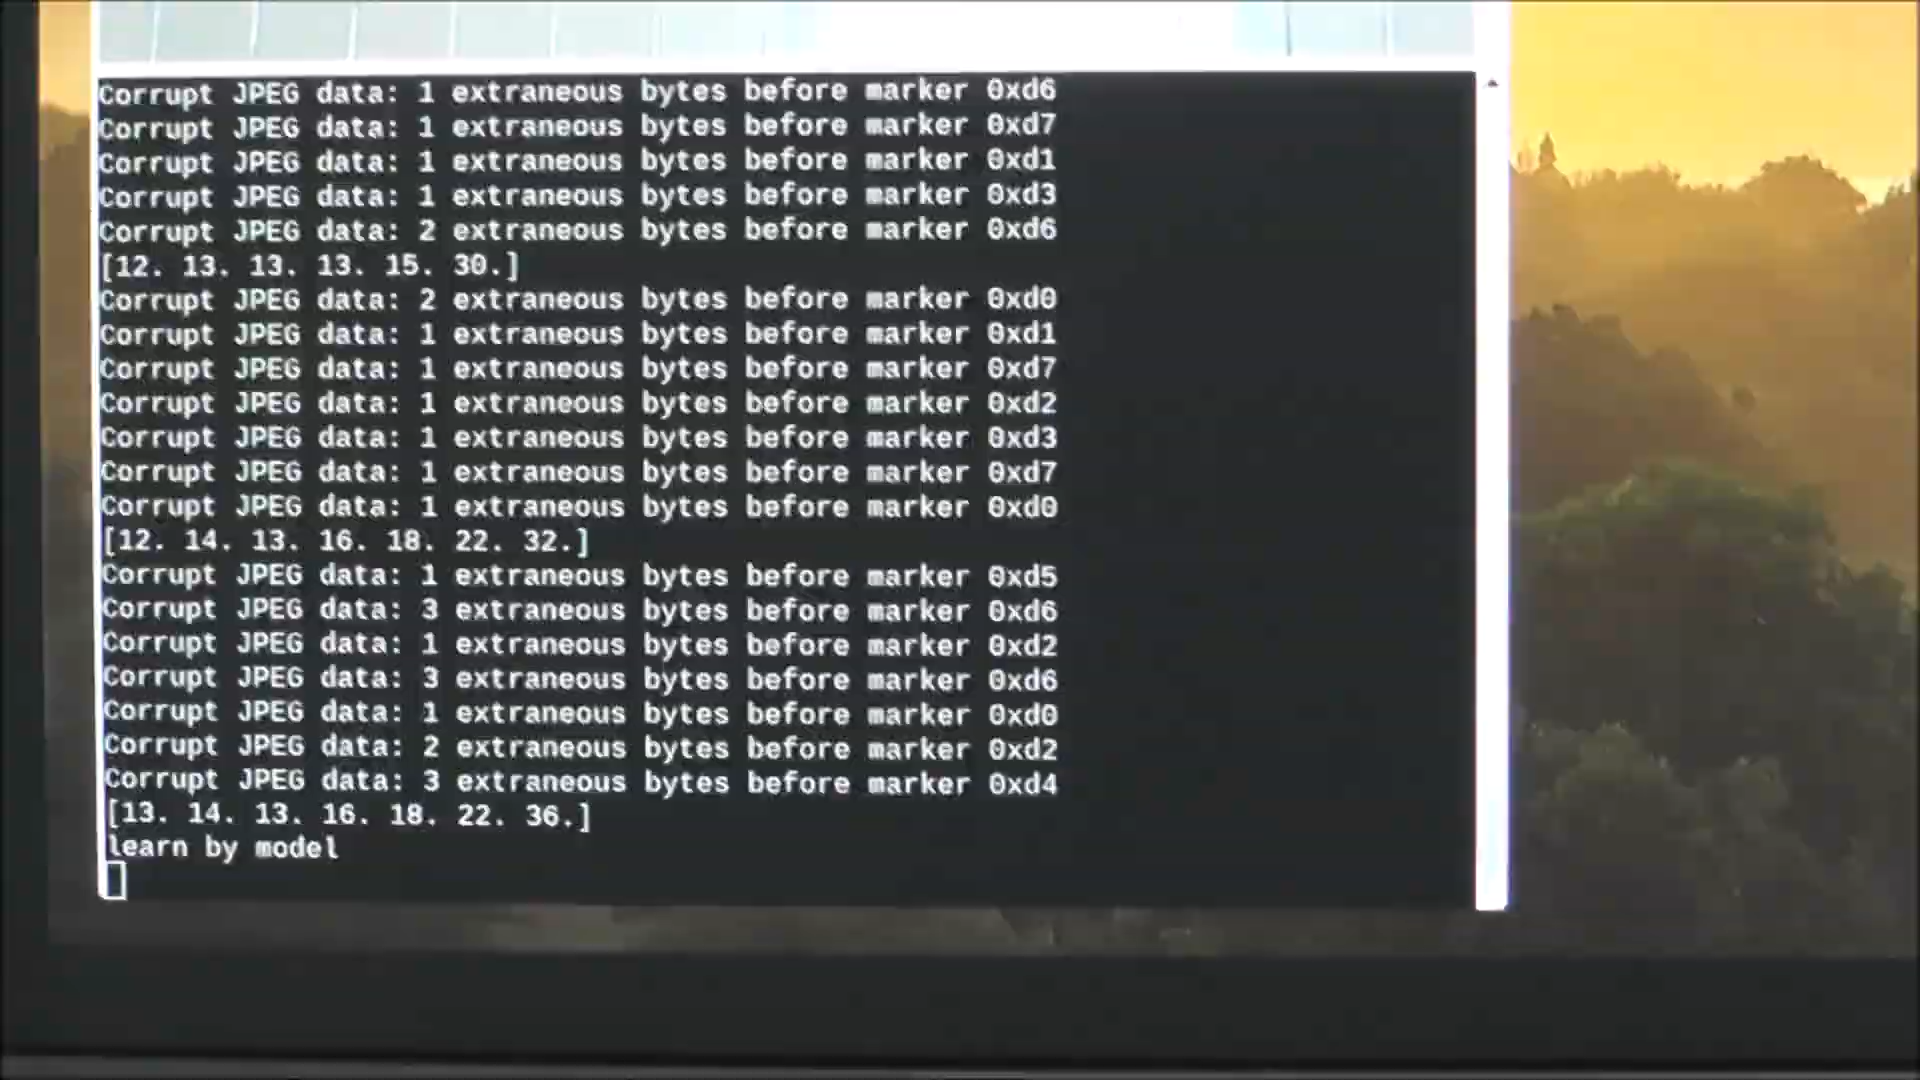 Corrupt JPEG data: 1 extraneous bytes before marker 0xd6
Corrupt JPEG data: 1 extraneous bytes before marker 0xd7
Corrupt JPEG data: 1 extraneous bytes before marker 0xd1
Corrupt JPEG data: 1 extraneous bytes before marker 0xd3
Corrupt JPEG data: 2 extraneous bytes before marker 0xd6
[12. 13. 13. 13. 15. 30.]
Corrupt JPEG data: 2 extraneous bytes before marker 0xd0
Corrupt JPEG data: 1 extraneous bytes before marker 0xd1
Corrupt JPEG data: 1 extraneous bytes before marker 0xd7
Corrupt JPEG data: 1 extraneous bytes before marker 0xd2
Corrupt JPEG data: 1 extraneous bytes before marker 0xd3
Corrupt JPEG data: 1 extraneous bytes before marker 0xd7
Corrupt JPEG data: 1 extraneous bytes before marker 0xd0
[12. 14. 13. 16. 18. 22. 32.]
Corrupt JPEG data: 1 extraneous bytes before marker 0xd5
Corrupt JPEG data: 3 extraneous bytes before marker 0xd6
Corrupt JPEG data: 1 extraneous bytes before marker 0xd2
Corrupt JPEG data: 3 extraneous bytes before marker 0xd6
Corrupt JPEG data: 1 extraneous bytes before marker 0xd0
Corrupt JPEG data: 2 extraneous bytes before marker 0xd2
Corrupt JPEG data: 3 extraneous bytes before marker 0xd4
[13. 14. 13. 16. 18. 22. 36.]
learn by model